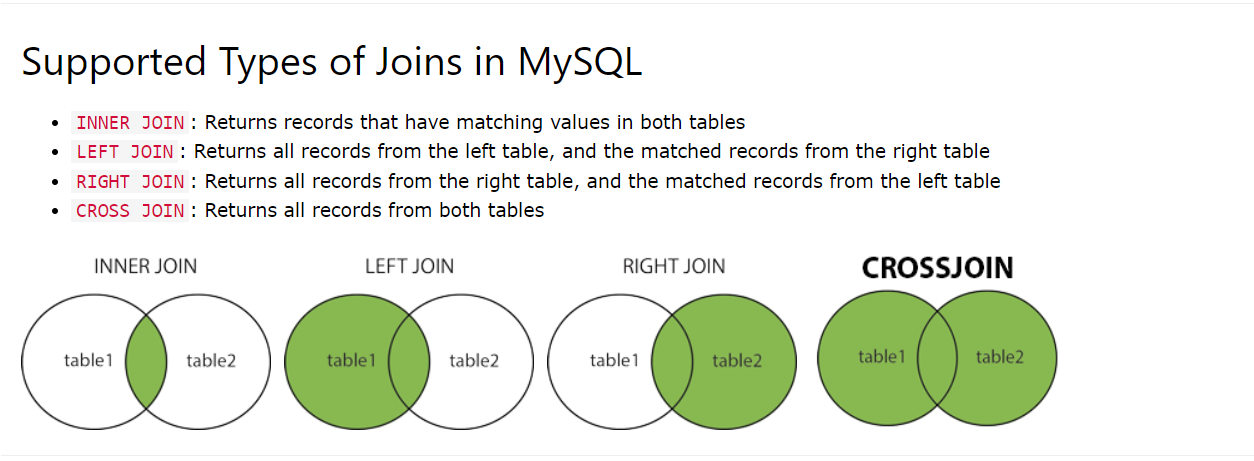 Supported Types of Joins in MySQL
• INNER JOIN: Returns records that have matching values in both tables
• LEFT JOIN: Returns all records from the left table, and the matched records from the right table
• RIGHT JOIN: Returns all records from the right table, and the matched records from the left table
• CROSS JOIN: Returns all records from both tables
INNER JOIN LEFT JOIN RIGHT JOIN CROSSJOIN
table1 table2 table1 table2 table1 table2 table1 table2